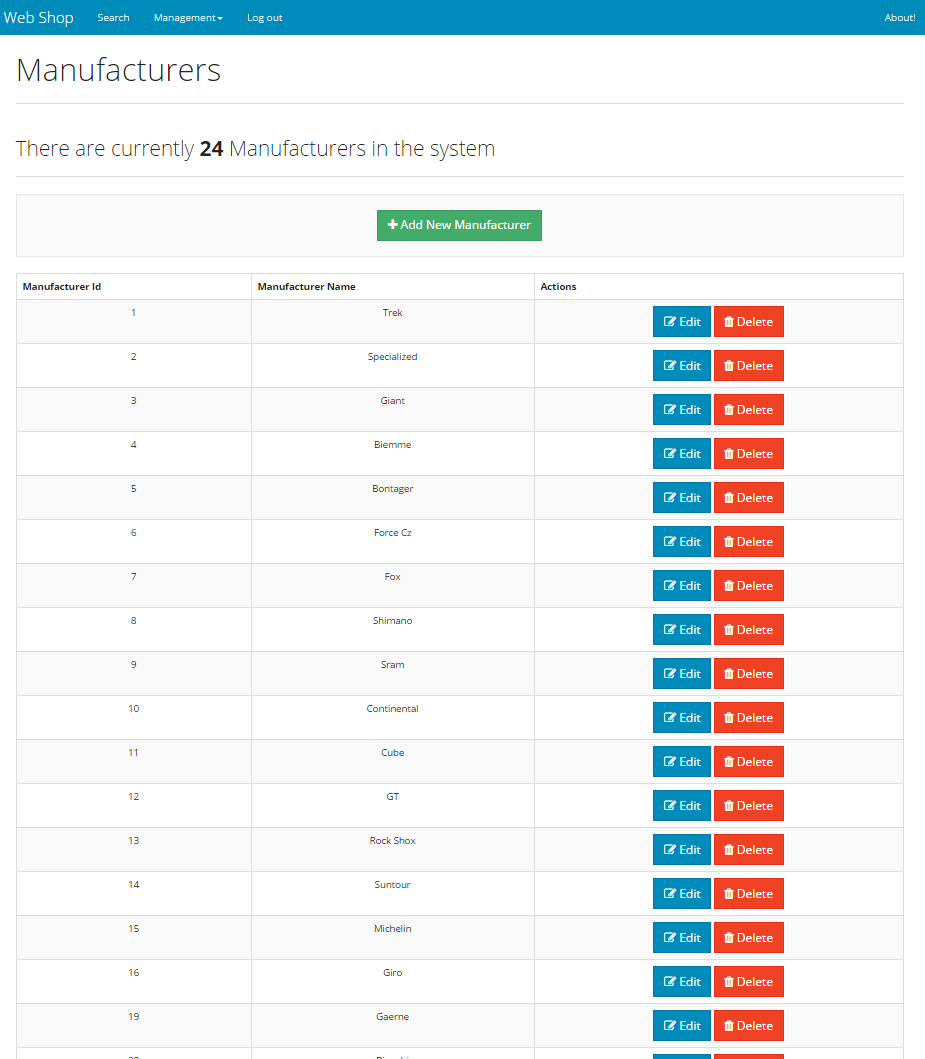 Web Shop Search Management Log out About!
Manufacturers
There are currently 24 Manufacturers in the system
Add New Manufacturer
Manufacturer Id Manufacturer Name Actions
1 Trek Edit Delete
2 Specialized Edit Delete
3 Giant Edit Delete
4 Biemme Edit Delete
5 Bontager Edit Delete
6 Force Cz Edit Delete
7 Fox Edit Delete
8 Shimano Edit Delete
9 Sram Edit Delete
10 Continental Edit Delete
11 Cube Edit Delete
12 GT Edit Delete
13 Rock Shox Edit Delete
14 Suntour Edit Delete
15 Michelin Edit Delete
16 Giro Edit Delete
19 Gaerne Edit Delete